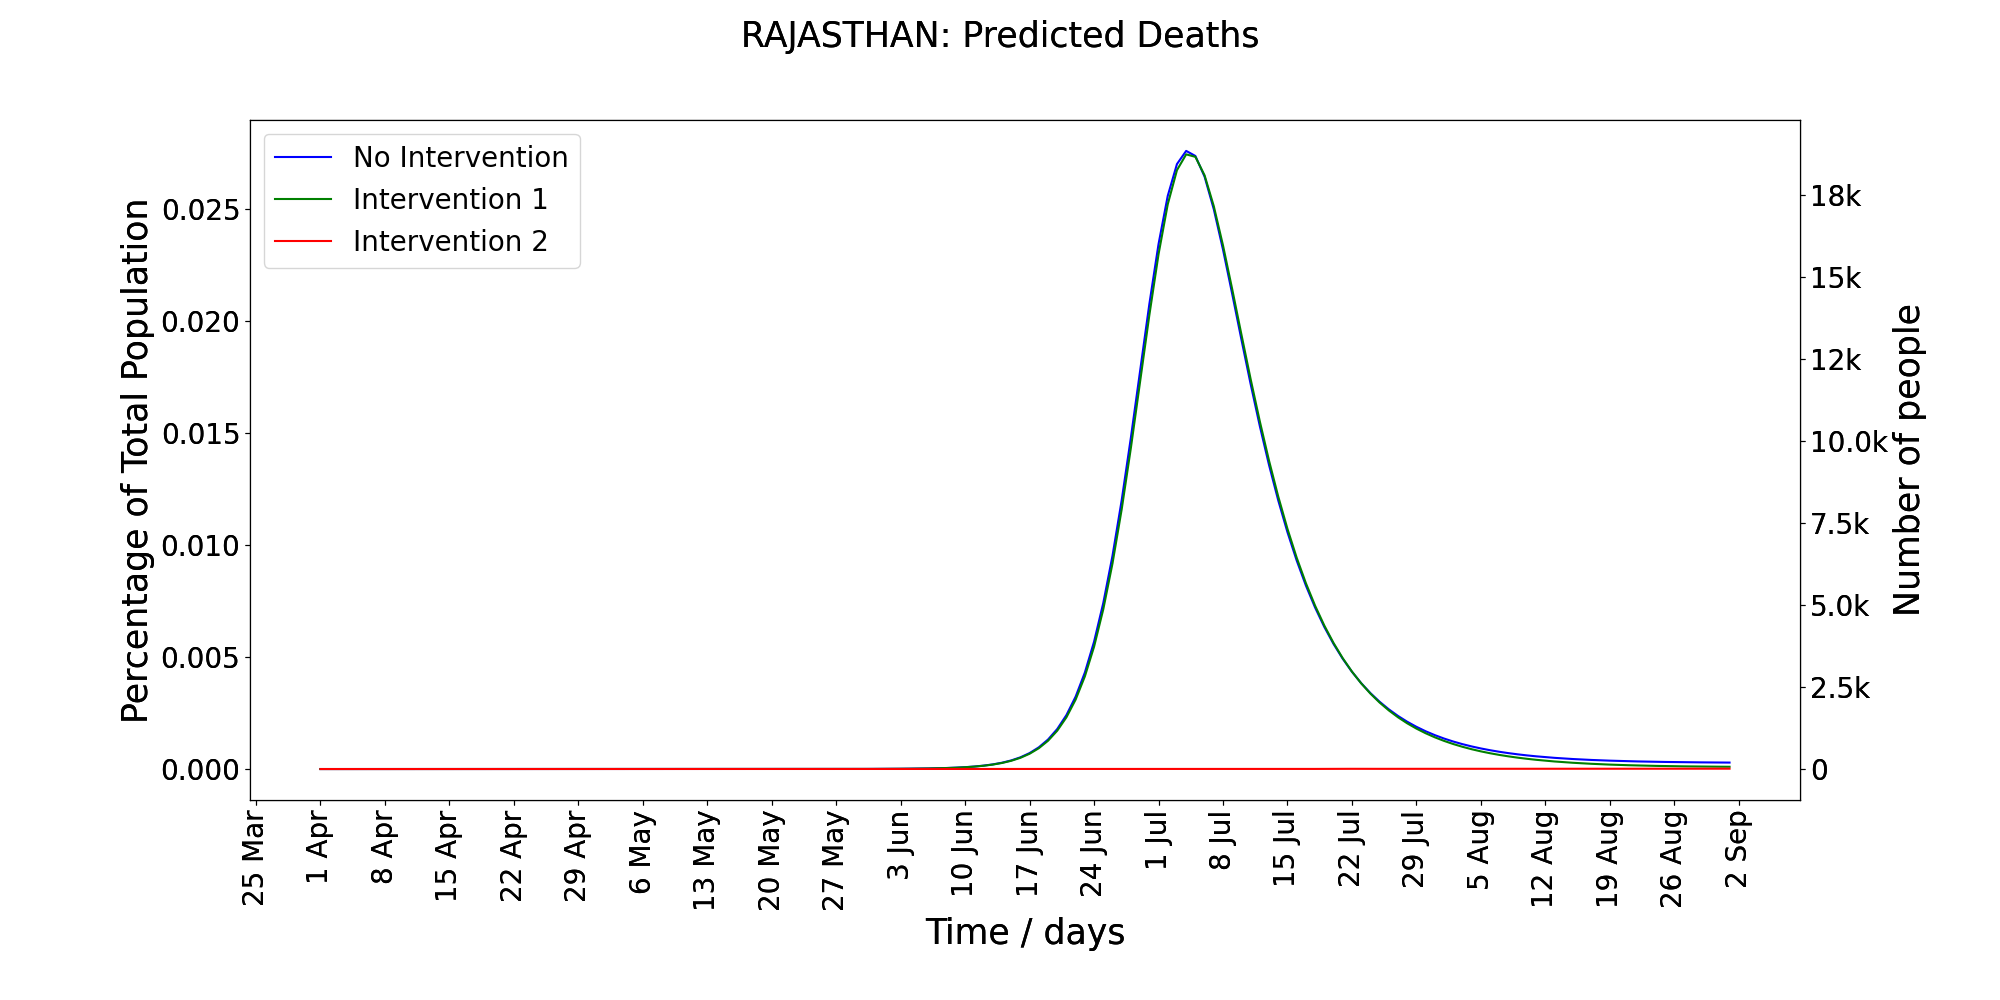 RAJASTHAN: Predicted Deaths
No Intervention
Intervention 1
Intervention 2
Percentage of Total Population
0.025
0.020
0.015
0.010
0.005
0.000
18k
15k
12k
10.0k
7.5k
5.0k
2.5k
0
Number of people
25 Mar
1 Apr
8 Apr
15 Apr
22 Apr
29 Apr
6 May
13 May
20 May
27 May
3 Jun
10 Jun
17 Jun
24 Jun
1 Jul
8 Jul
15 Jul
22 Jul
29 Jul
5 Aug
12 Aug
19 Aug
26 Aug
2 Sep
Time / days